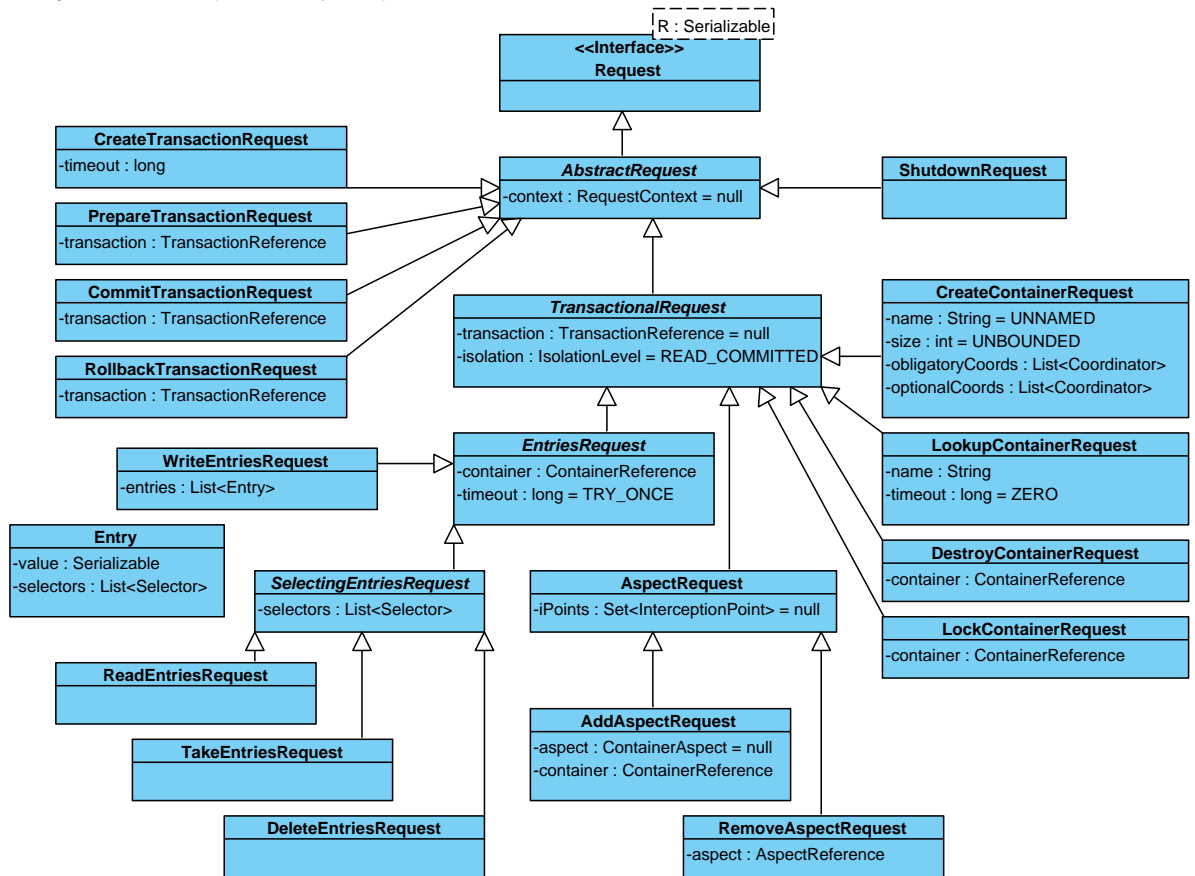 R : Serializable
<<Interface>>
Request
CreateTransactionRequest
-timeout : long
AbstractRequest
-context : RequestContext = null
ShutdownRequest
PrepareTransactionRequest
-transaction : TransactionReference
CommitTransactionRequest
-transaction : TransactionReference
RollbackTransactionRequest
-transaction : TransactionReference
TransactionalRequest
-transaction : TransactionReference = null
-isolation : IsolationLevel = READ_COMMITTED
CreateContainerRequest
-name : String = UNNAMED
-size : int = UNBOUNDED
-obligatoryCoords : List<Coordinator>
-optionalCoords : List<Coordinator>
WriteEntriesRequest
-entries : List<Entry>
EntriesRequest
-container : ContainerReference
-timeout : long = TRY_ONCE
LookupContainerRequest
-name : String
-timeout : long = ZERO
Entry
-value : Serializable
-selectors : List<Selector>
SelectingEntriesRequest
-selectors : List<Selector>
AspectRequest
-iPoints : Set<InterceptionPoint> = null
DestroyContainerRequest
-container : ContainerReference
LockContainerRequest
-container : ContainerReference
ReadEntriesRequest
TakeEntriesRequest
AddAspectRequest
-aspect : ContainerAspect = null
-container : ContainerReference
DeleteEntriesRequest
RemoveAspectRequest
-aspect : AspectReference